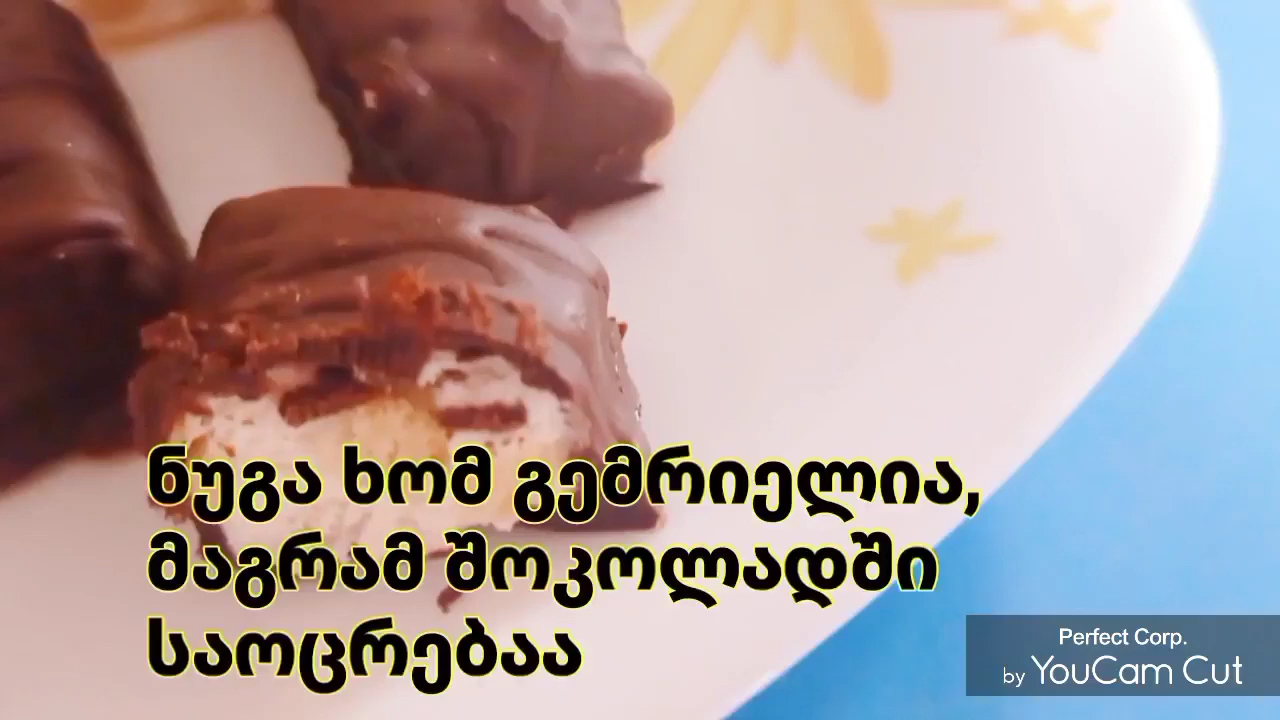 ნუგა ხომ გემრიელია,
მაგრამ შოკოლადში
საოცრებაა
Perfect Corp.
by YouCam Cut